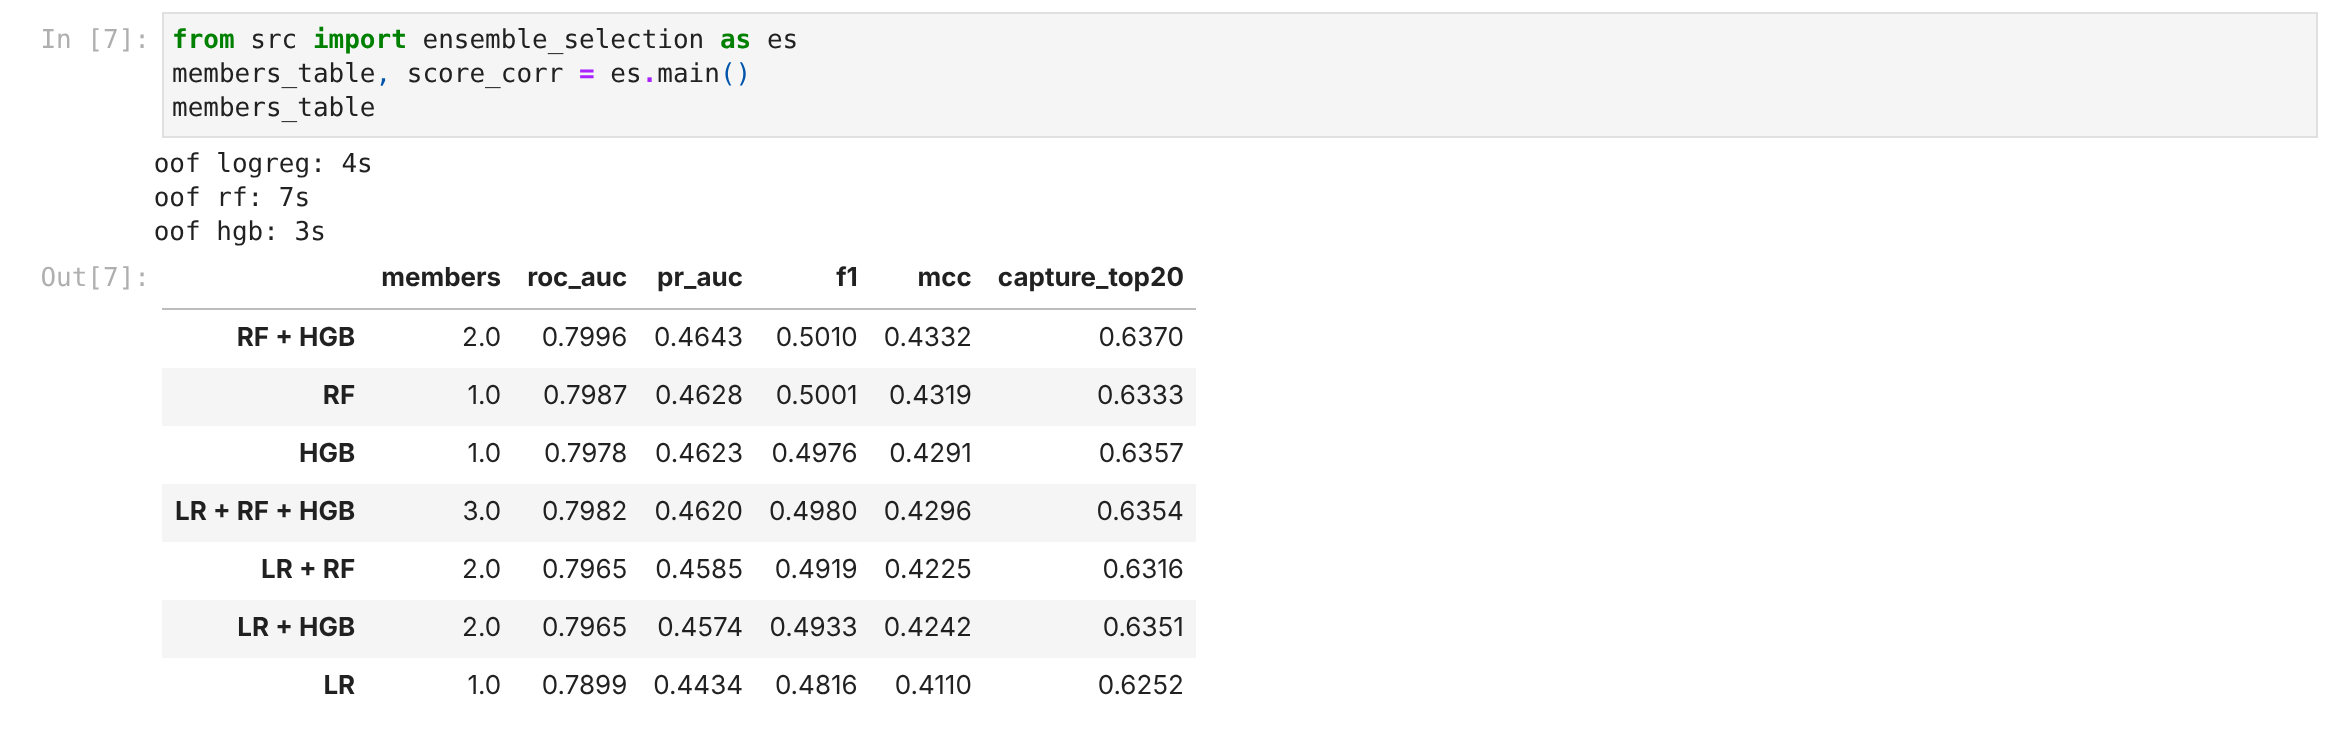 In [7]: from src import ensemble_selection as es
members_table, score_corr = es.main()
members_table
oof logreg: 4s
oof rf: 7s
oof hgb: 3s
Out[7]: members roc_auc pr_auc f1 mcc capture_top20
RF + HGB 2.0 0.7996 0.4643 0.5010 0.4332 0.6370
RF 1.0 0.7987 0.4628 0.5001 0.4319 0.6333
HGB 1.0 0.7978 0.4623 0.4976 0.4291 0.6357
LR + RF + HGB 3.0 0.7982 0.4620 0.4980 0.4296 0.6354
LR + RF 2.0 0.7965 0.4585 0.4919 0.4225 0.6316
LR + HGB 2.0 0.7965 0.4574 0.4933 0.4242 0.6351
LR 1.0 0.7899 0.4434 0.4816 0.4110 0.6252